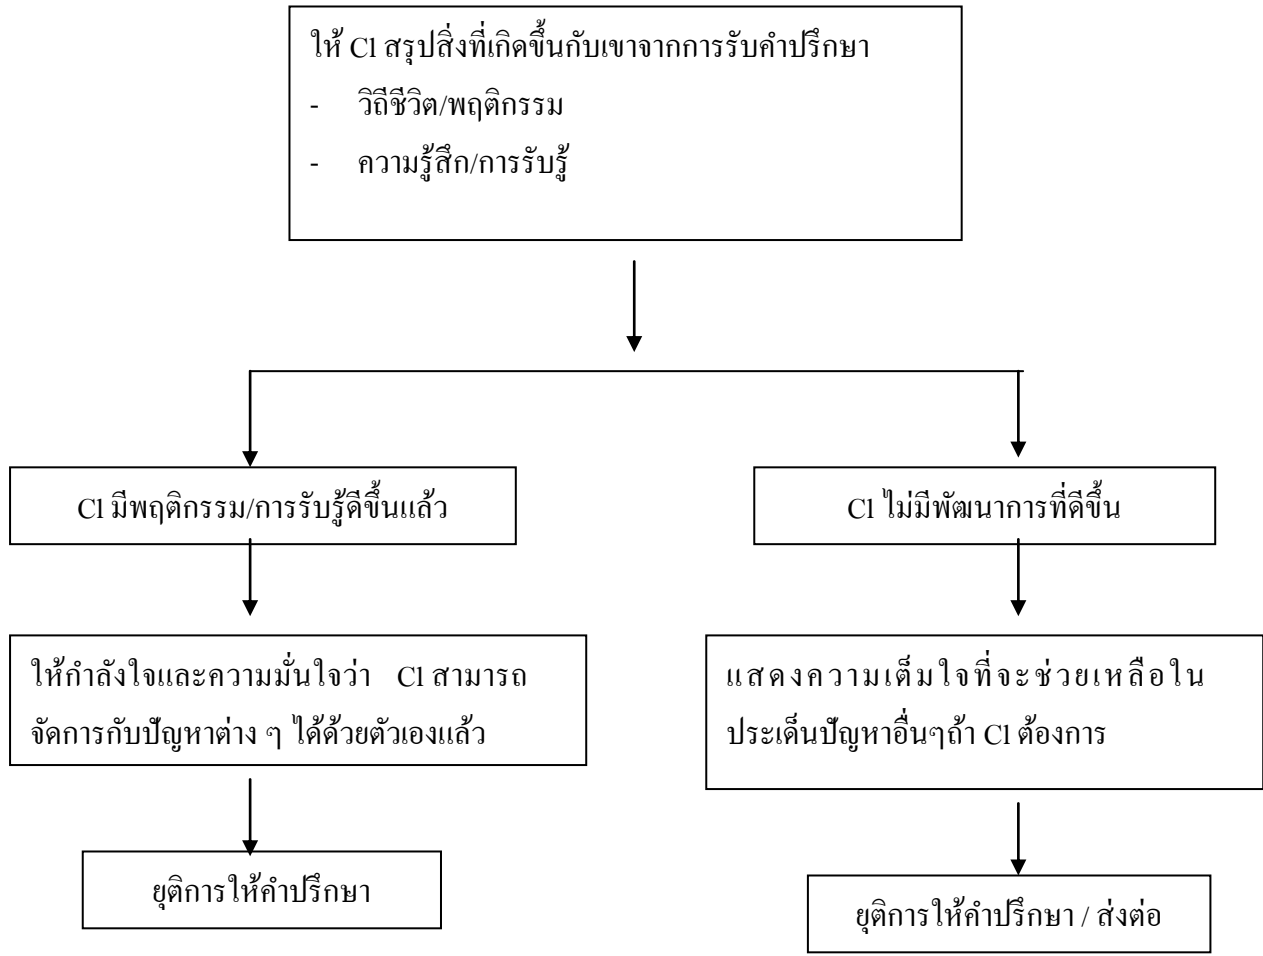 ให้ Cl สรุปสิ่งที่เกิดขึ้นกับเขาจากการรับคำปรึกษา
- วิถีชีวิต/พฤติกรรม
- ความรู้สึก/การรับรู้
Cl มีพฤติกรรม/การรับรู้ดีขึ้นแล้ว
Cl ไม่มีพัฒนาการที่ดีขึ้น
ให้กำลังใจและความมั่นใจว่า Cl สามารถ
จัดการกับปัญหาต่าง ๆ ได้ด้วยตัวเองแล้ว
แสดงความเต็มใจที่จะช่วยเหลือใน
ประเด็นปัญหาอื่นๆถ้า Cl ต้องการ
ยุติการให้คำปรึกษา
ยุติการให้คำปรึกษา / ส่งต่อ